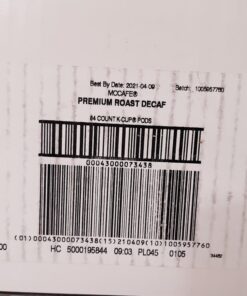 Best By Date: 2021-04-09 Batch: 1005957760
MCCAFE®
PREMIUM ROAST DECAF
84 COUNT K-CUP® PODS
00043000073438
(01)00043000073438(15)210409(10)1005957760
00 HC 5000195844 09:03 PL045 0105